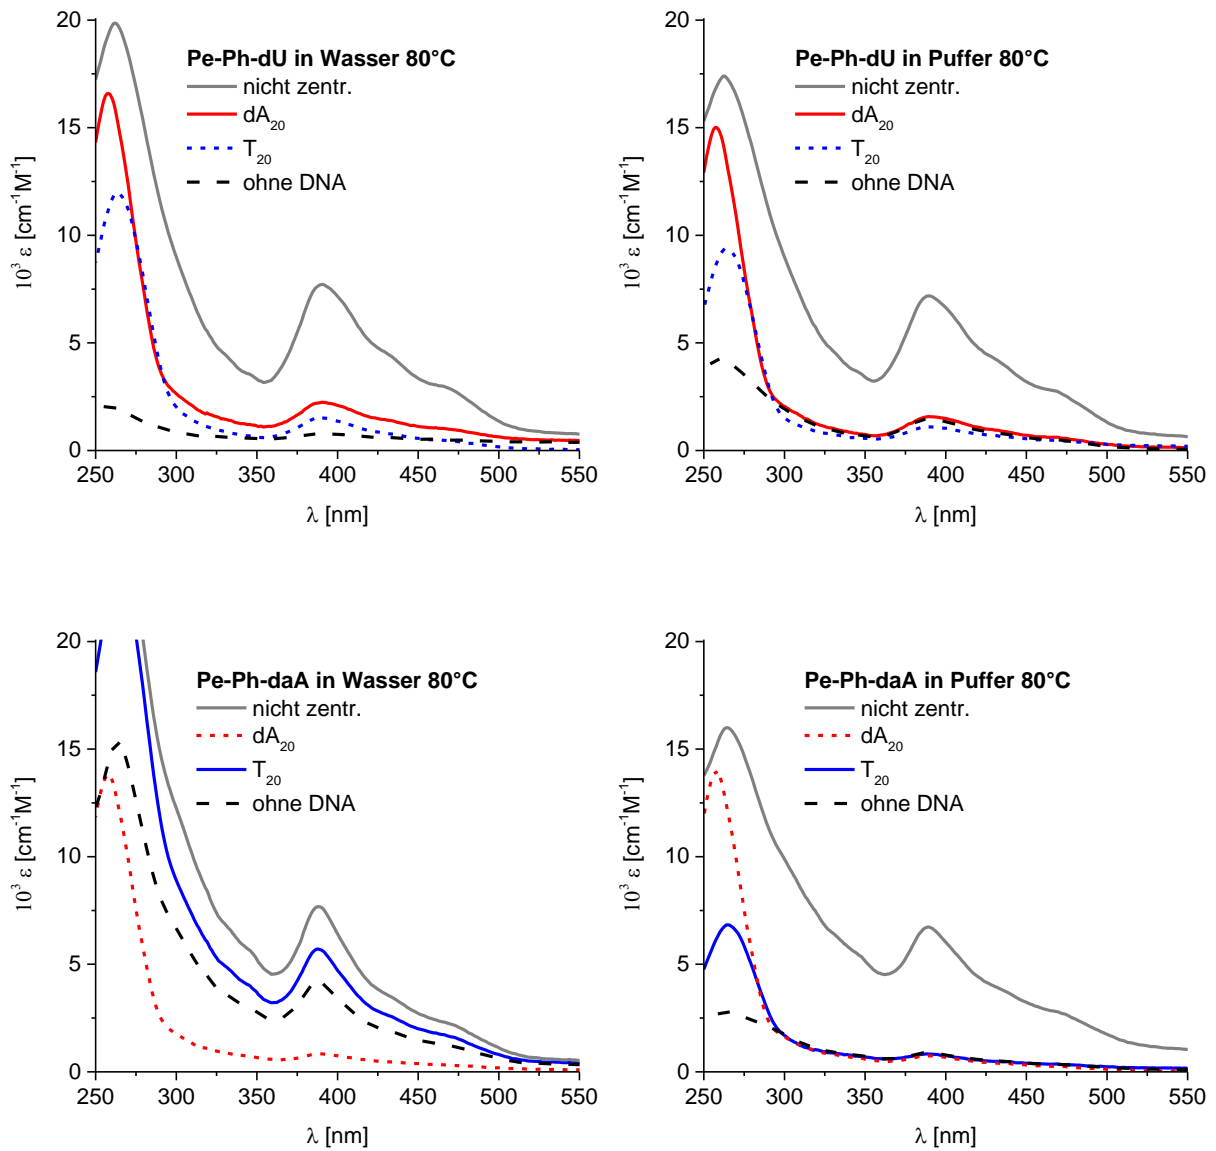 20
15
10
5
0
10³ ε [cm⁻¹M⁻¹]
Pe-Ph-dU in Wasser 80°C
nicht zentr.
dA₂₀
T₂₀
ohne DNA
250 300 350 400 450 500 550
λ [nm]
20
15
10
5
0
10³ ε [cm⁻¹M⁻¹]
Pe-Ph-dU in Puffer 80°C
nicht zentr.
dA₂₀
T₂₀
ohne DNA
250 300 350 400 450 500 550
λ [nm]
20
15
10
5
0
10³ ε [cm⁻¹M⁻¹]
Pe-Ph-daA in Wasser 80°C
nicht zentr.
dA₂₀
T₂₀
ohne DNA
250 300 350 400 450 500 550
λ [nm]
20
15
10
5
0
10³ ε [cm⁻¹M⁻¹]
Pe-Ph-daA in Puffer 80°C
nicht zentr.
dA₂₀
T₂₀
ohne DNA
250 300 350 400 450 500 550
λ [nm]